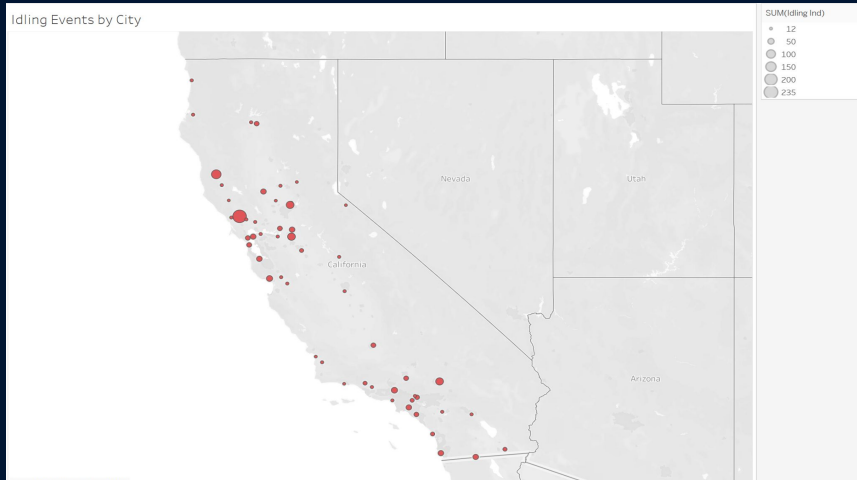 Idling Events by City
SUM(Idling Ind)
12
50
100
150
200
235
Nevada
Utah
California
Arizona